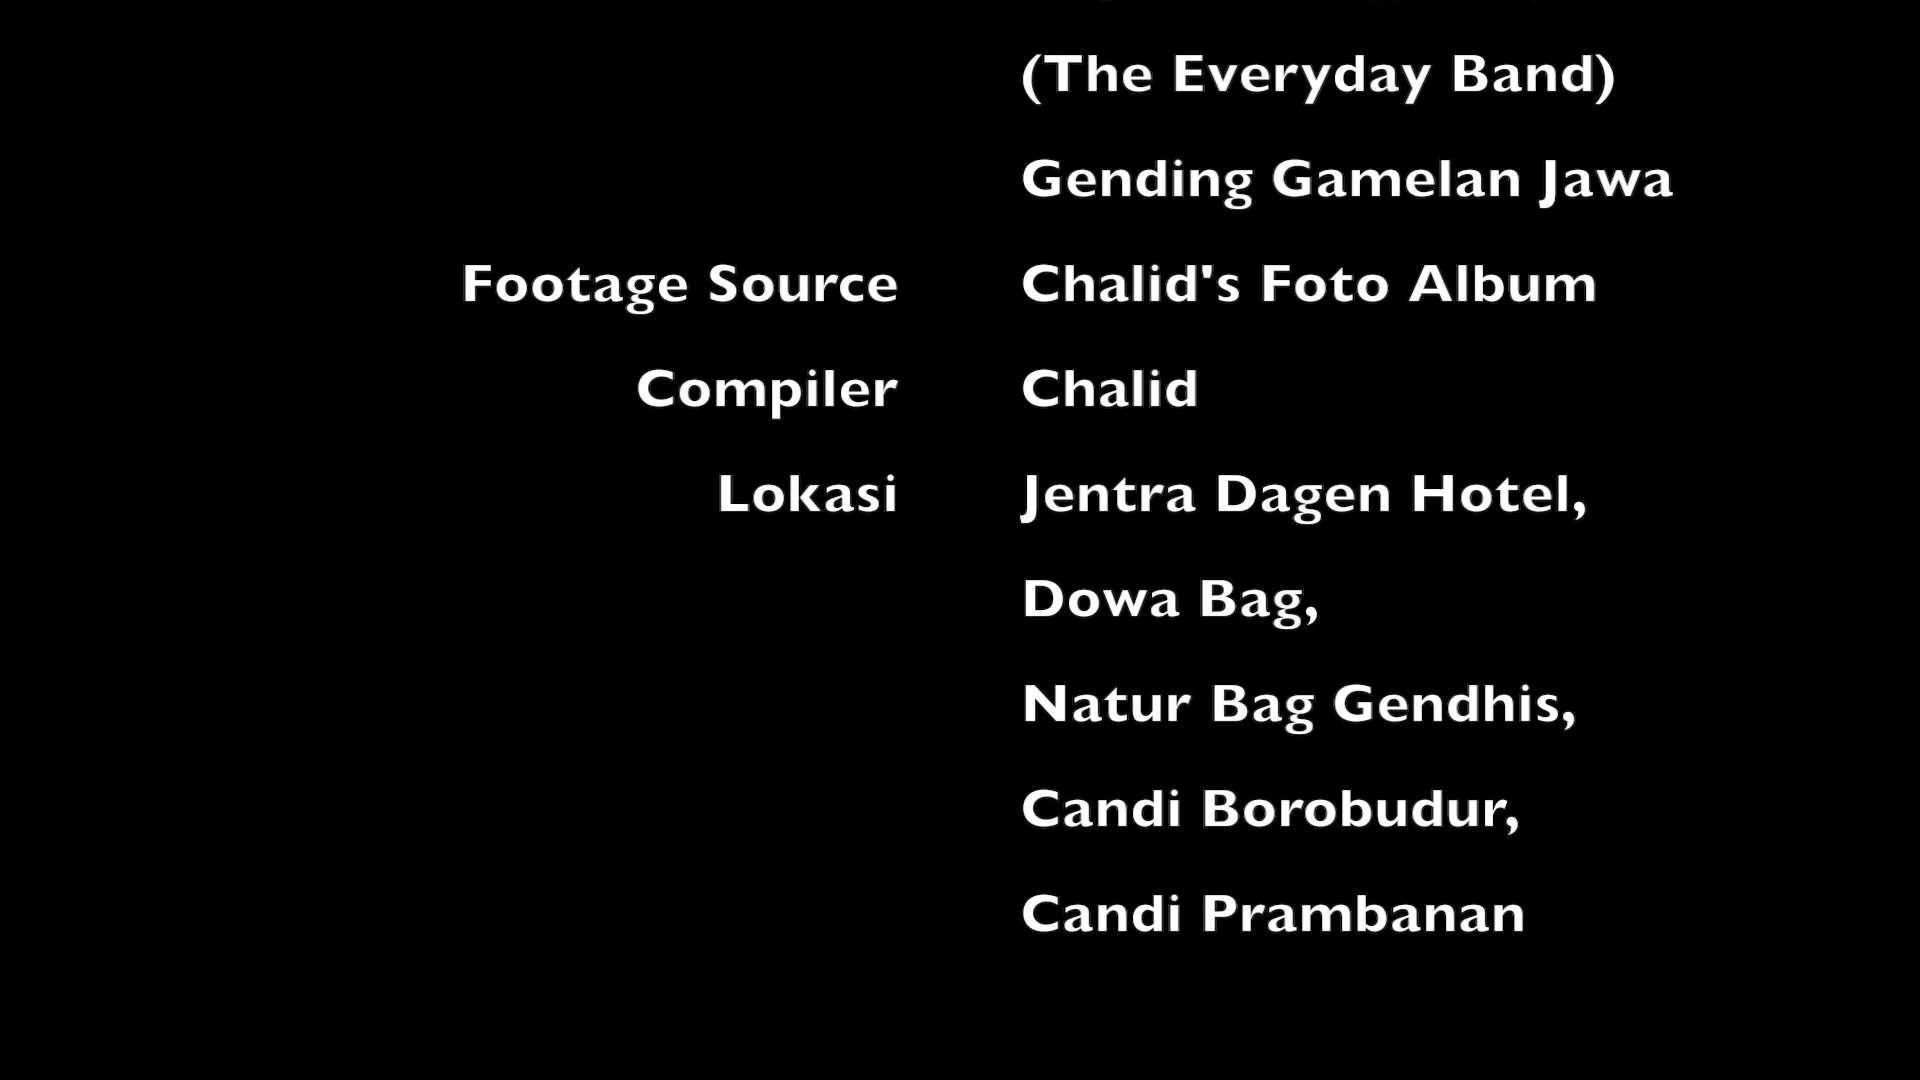 (The Everyday Band)
Gending Gamelan Jawa
Footage Source Chalid's Foto Album
Compiler Chalid
Lokasi Jentra Dagen Hotel,
Dowa Bag,
Natur Bag Gendhis,
Candi Borobudur,
Candi Prambanan